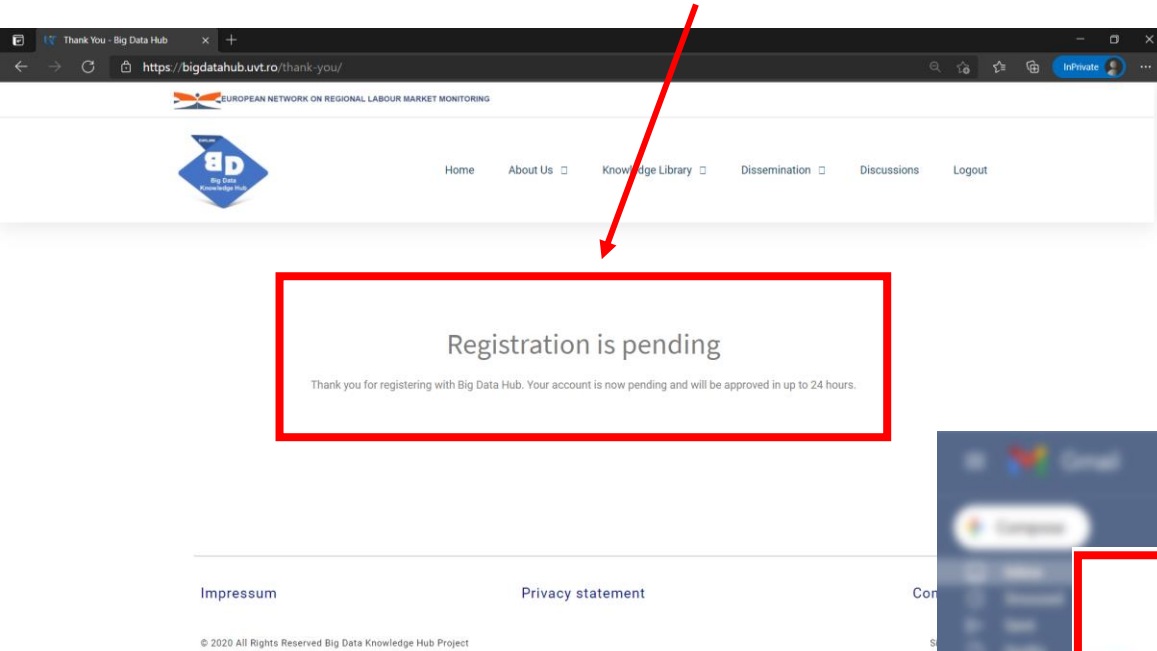 Thank You - Big Data Hub
https://bigdatahub.uvt.ro/thank-you/
InPrivate
EUROPEAN NETWORK ON REGIONAL LABOUR MARKET MONITORING
BD
Big Data
Knowledge Hub
Home About Us Knowledge Library Dissemination Discussions Logout
Registration is pending
Thank you for registering with Big Data Hub. Your account is now pending and will be approved in up to 24 hours.
Gmail
Compose
Impressum Privacy statement Con
© 2020 All Rights Reserved Big Data Knowledge Hub Project